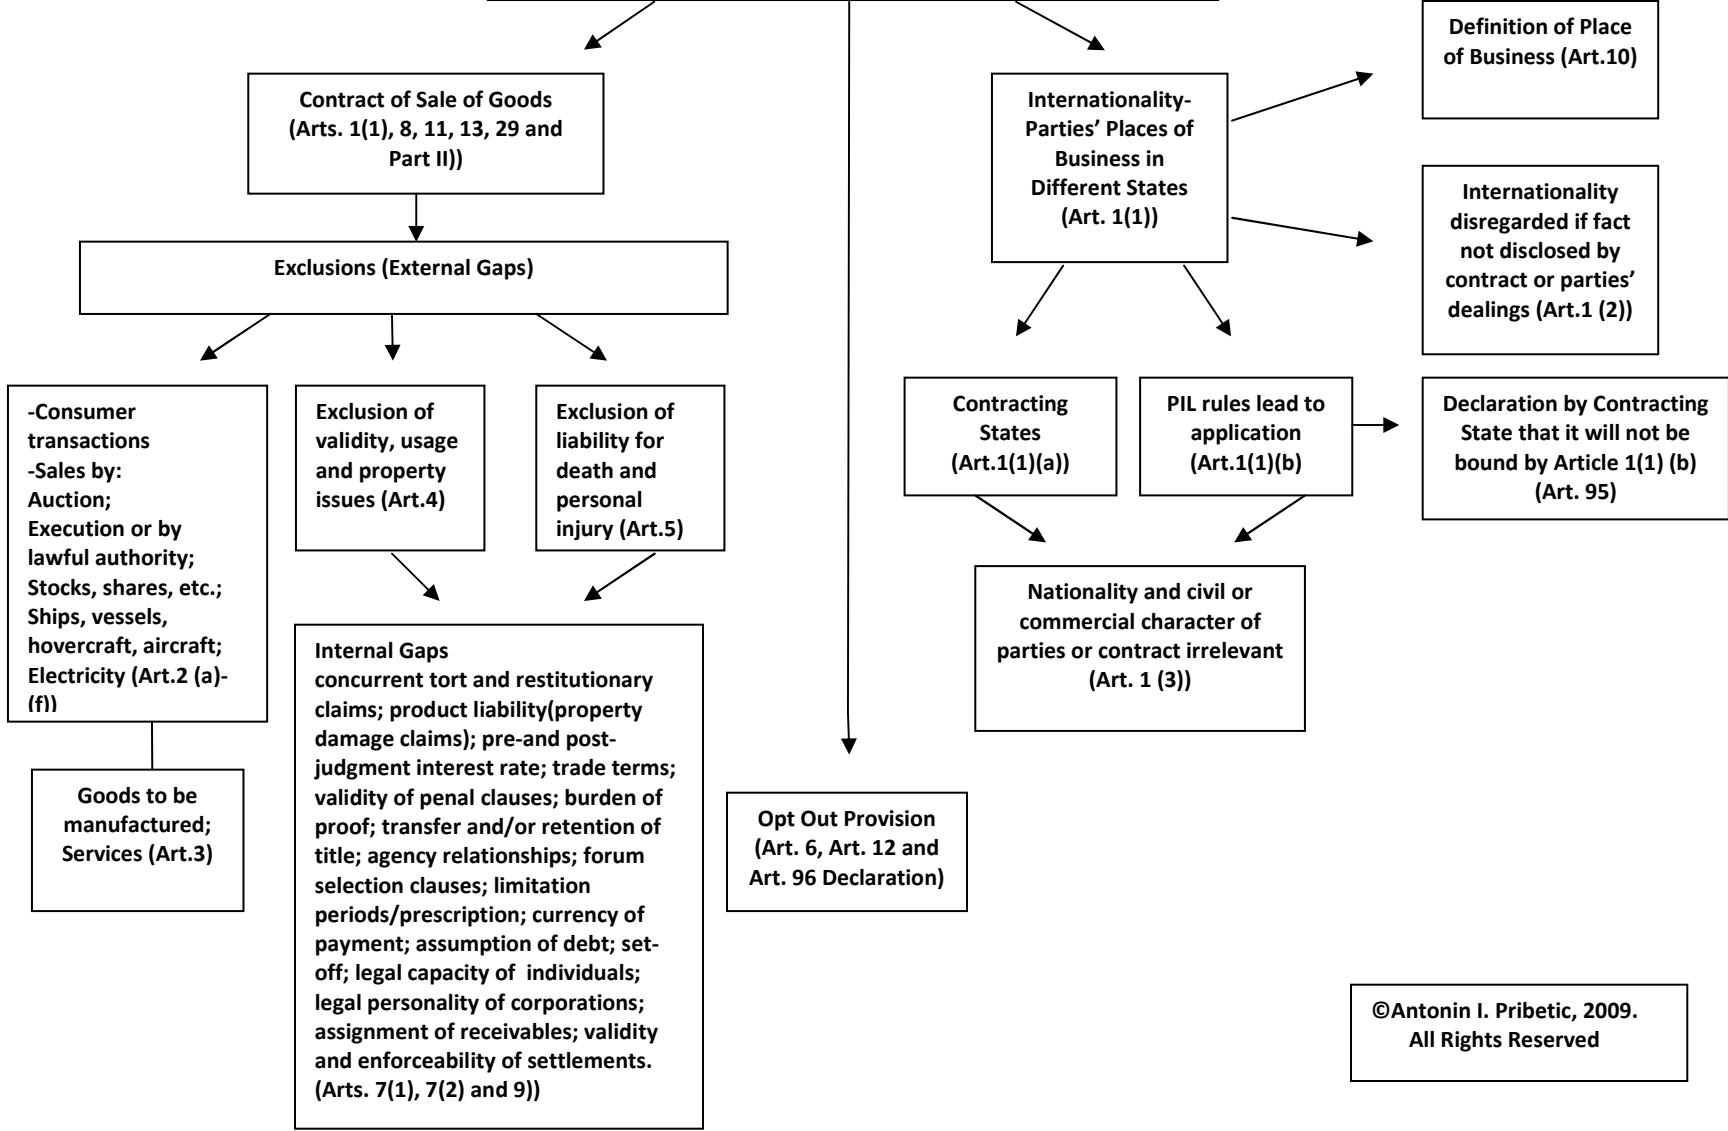 Definition of Place
of Business (Art.10)
Contract of Sale of Goods
(Arts. 1(1), 8, 11, 13, 29 and
Part II))
Internationality-
Parties’ Places of
Business in
Different States
(Art. 1(1))
Internationality
disregarded if fact
not disclosed by
contract or parties’
dealings (Art.1 (2))
Exclusions (External Gaps)
-Consumer
transactions
-Sales by:
Auction;
Execution or by
lawful authority;
Stocks, shares, etc.;
Ships, vessels,
hovercraft, aircraft;
Electricity (Art.2 (a)-
(f))
Exclusion of
validity, usage
and property
issues (Art.4)
Exclusion of
liability for
death and
personal
injury (Art.5)
Contracting
States
(Art.1(1)(a))
PIL rules lead to
application
(Art.1(1)(b)
Declaration by Contracting
State that it will not be
bound by Article 1(1) (b)
(Art. 95)
Nationality and civil or
commercial character of
parties or contract irrelevant
(Art. 1 (3))
Internal Gaps
concurrent tort and restitutionary
claims; product liability(property
damage claims); pre-and post-
judgment interest rate; trade terms;
validity of penal clauses; burden of
proof; transfer and/or retention of
title; agency relationships; forum
selection clauses; limitation
periods/prescription; currency of
payment; assumption of debt; set-
off; legal capacity of  individuals;
legal personality of corporations;
assignment of receivables; validity
and enforceability of settlements.
(Arts. 7(1), 7(2) and 9))
Goods to be
manufactured;
Services (Art.3)
Opt Out Provision
(Art. 6, Art. 12 and
Art. 96 Declaration)
©Antonin I. Pribetic, 2009.
All Rights Reserved